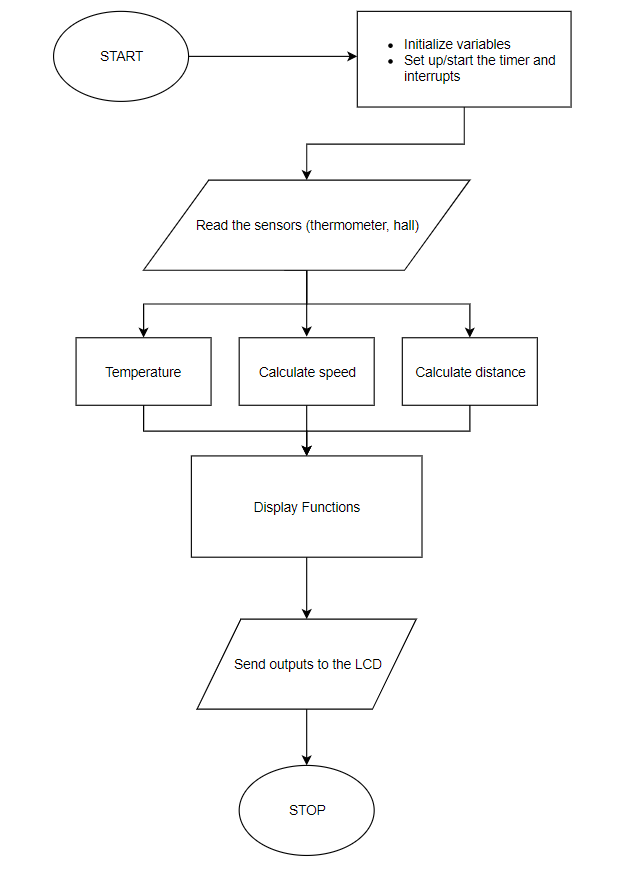 START
• Initialize variables
• Set up/start the timer and
interrupts
Read the sensors (thermometer, hall)
Temperature
Calculate speed
Calculate distance
Display Functions
Send outputs to the LCD
STOP